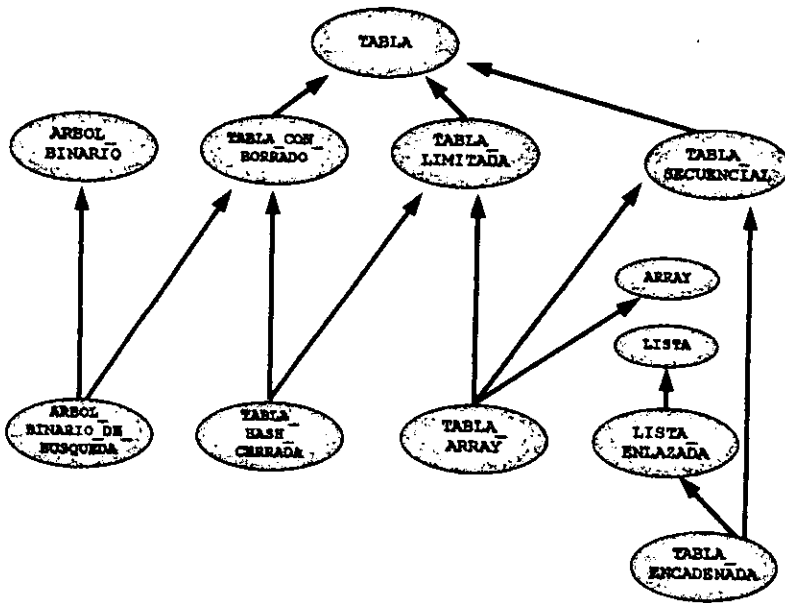 TABLA
ARBOL_
BINARIO
TABLA_CON_
BORRADO
TABLA_
LIMITADA
TABLA_
SECUENCIAL
ARRAY
LISTA
ARBOL_
BINARIO_DE_
BUSQUEDA
TABLA_
HASH_
CERRADA
TABLA_
ARRAY
LISTA_
ENLAZADA
TABLA_
ENCADENADA